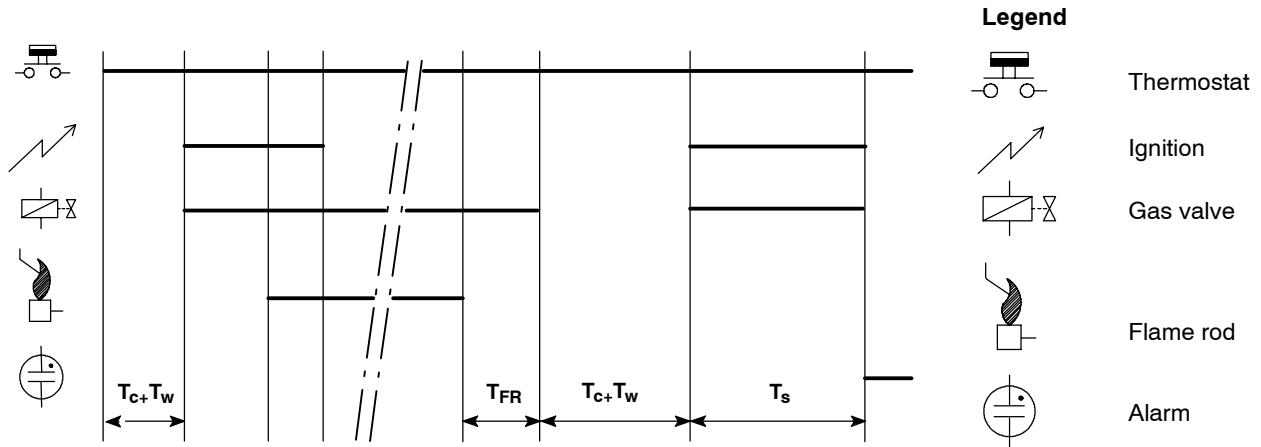 Legend
Thermostat
Ignition
Gas valve
Flame rod
Alarm
Tc+Tw
TFR
Tc+Tw
Ts